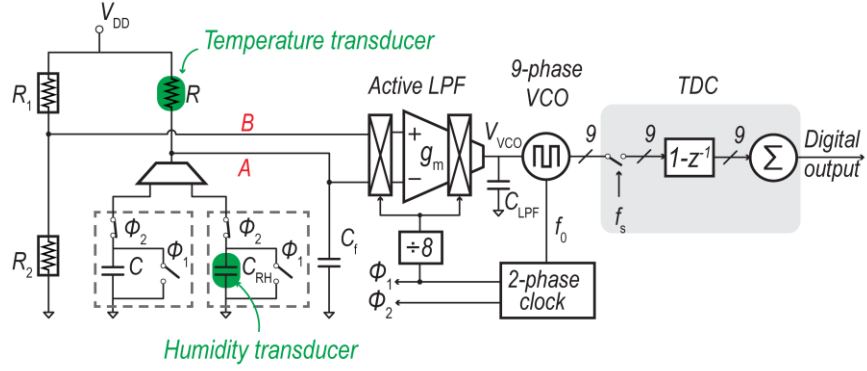 V_DD
Temperature transducer
R_1
R
B
A
Active LPF
9-phase
VCO
TDC
+
g_m
−
V_VCO
C_LPF
9
9
1-z^-1
9
Σ
Digital
output
f_s
f_0
÷8
Φ_1
Φ_2
2-phase
clock
R_2
Φ_2
Φ_1
C
Φ_2
Φ_1
C_RH
C_f
Humidity transducer